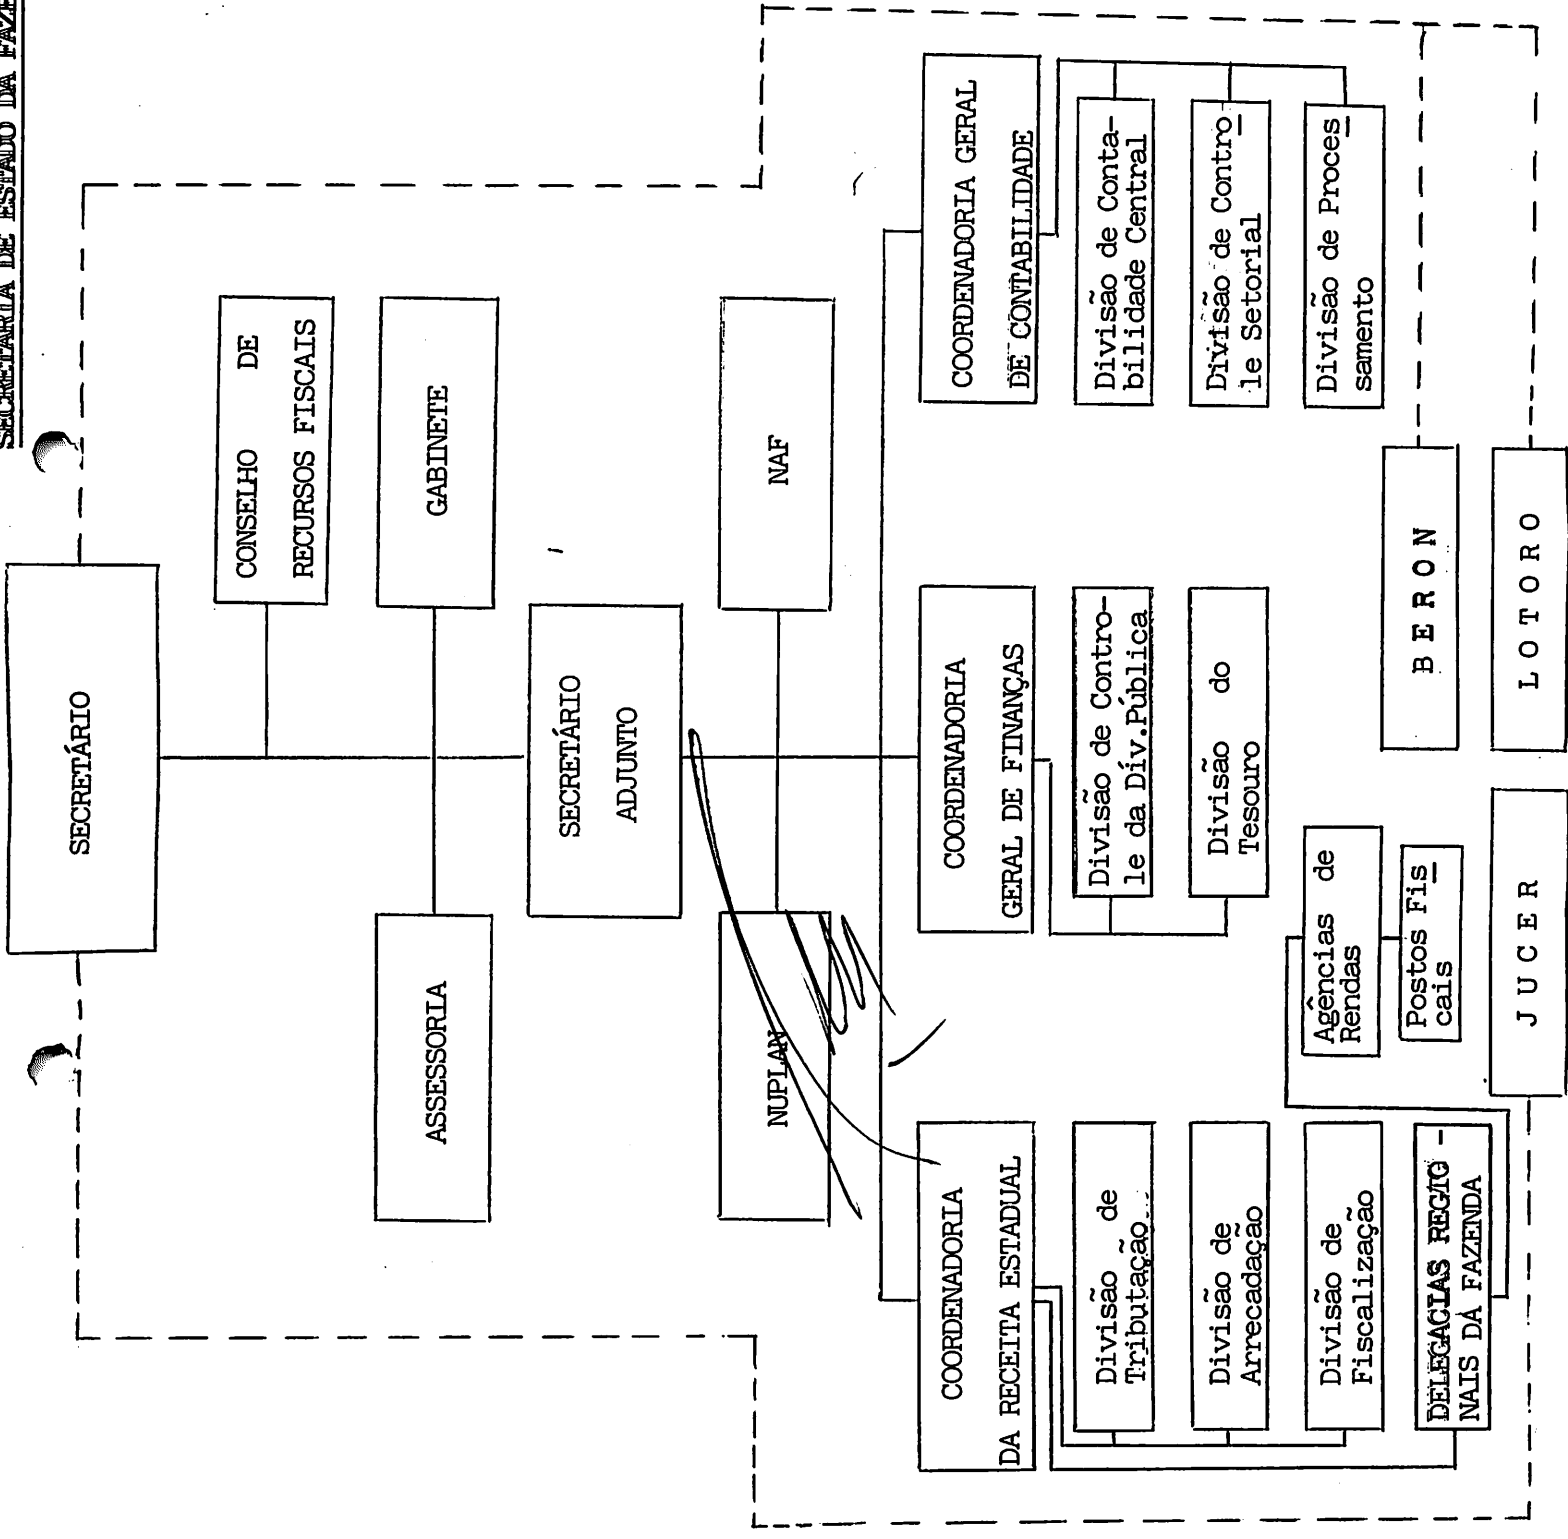 SECRETARIA DE ESTADO DA
SECRETÁRIO
CONSELHO DE
RECURSOS FISCAIS
ASSESSORIA
GABINETE
SECRETÁRIO
ADJUNTO
NUPLAN
NAF
COORDENADORIA
DA RECEITA ESTADUAL
Divisão de
Tributação
Divisão de
Arrecadação
Divisão de
Fiscalização
DELEGACIAS REGIO-
NAIS DA FAZENDA
Agências de
Rendas
Postos Fis
cais
COORDENADORIA
GERAL DE FINANÇAS
Divisão de Contro-
le da Dív.Pública
Divisão do
Tesouro
COORDENADORIA GERAL
DE CONTABILIDADE
Divisão de Conta-
bilidade Central
Divisão de Contro
le Setorial
Divisão de Proces
samento
BERON
JUCER
LOTORO